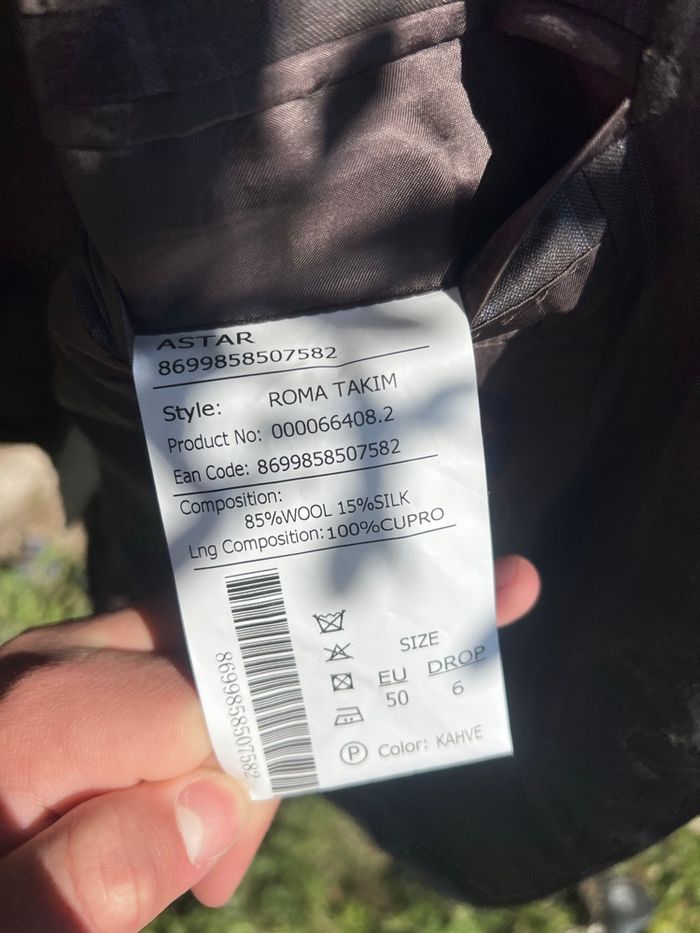 ASTAR
8699858507582
Style: ROMA TAKIM
Product No: 000066408.2
Ean Code: 8699858507582
Composition:
85%WOOL 15%SILK
Lng Composition:100%CUPRO
8699858507582
SIZE
EU DROP
50 6
P Color: KAHVE